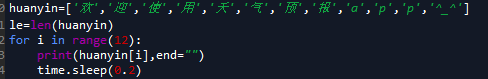 huanyin=['欢','迎','使','用','天','气','预','报','a','p','p','^_^']
le=len(huanyin)
for i in range(12):
    print(huanyin[i],end="")
    time.sleep(0.2)